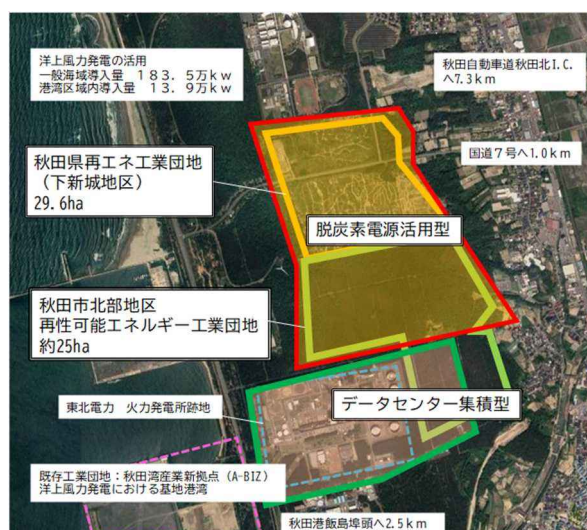 洋上風力発電の活用
一般海域導入量 183.5万kw
港湾区域内導入量 13.9万kw
秋田自動車道秋田北I.C.
へ7.3km
国道7号へ1.0km
秋田県再エネ工業団地
(下新城地区)
29.6ha
脱炭素電源活用型
秋田市北部地区
再性可能エネルギー工業団地
約25ha
データセンター集積型
東北電力 火力発電所跡地
既存工業団地:秋田湾産業新拠点(A-BIZ)
洋上風力発電における基地港湾
秋田港飯島埠頭へ2.5km